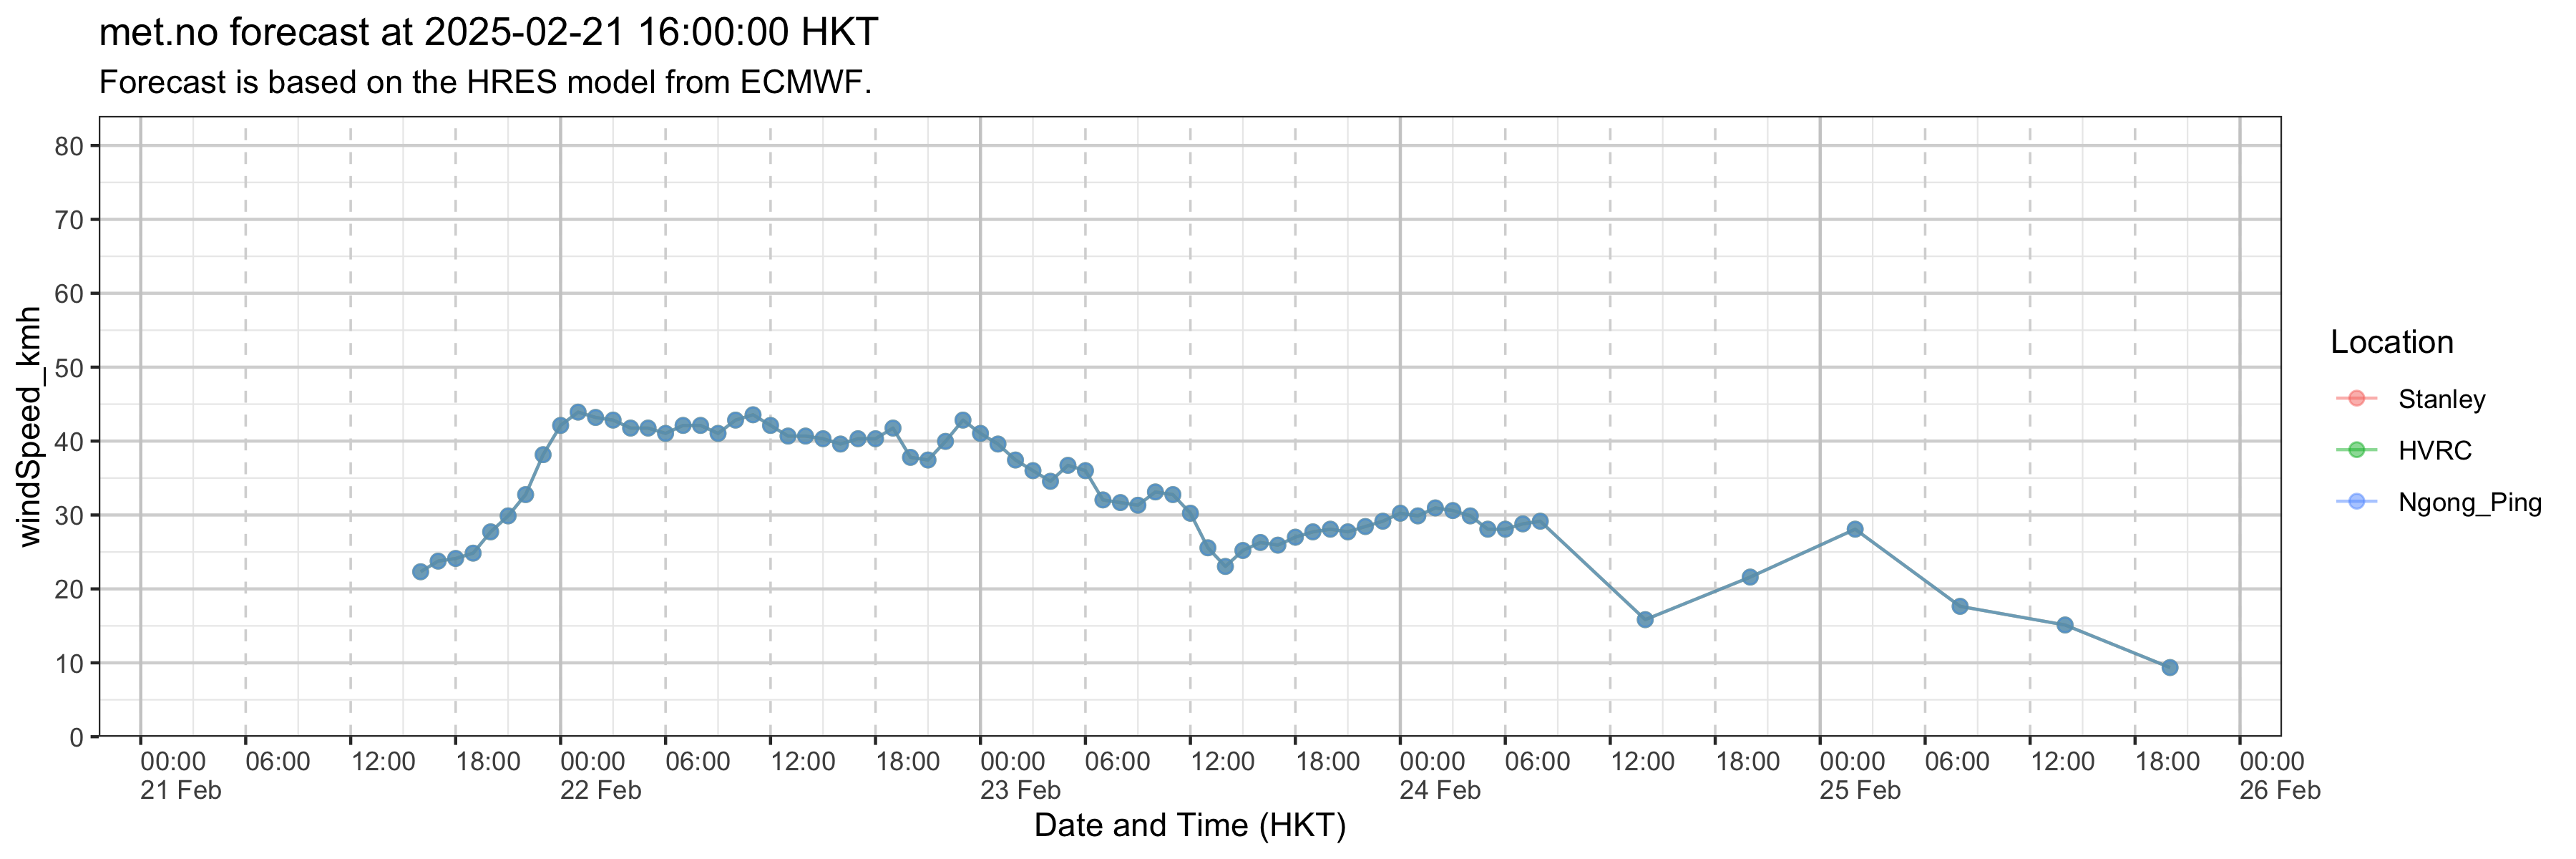 met.no forecast at 2025-02-21 16:00:00 HKT
Forecast is based on the HRES model from ECMWF.
windSpeed_kmh
80
70
60
50
40
30
20
10
0
00:00 06:00 12:00 18:00 00:00 06:00 12:00 18:00 00:00 06:00 12:00 18:00 00:00 06:00 12:00 18:00 00:00 06:00 12:00 18:00 00:00
21 Feb 22 Feb 23 Feb 24 Feb 25 Feb 26 Feb
Date and Time (HKT)
Location
Stanley
HVRC
Ngong_Ping